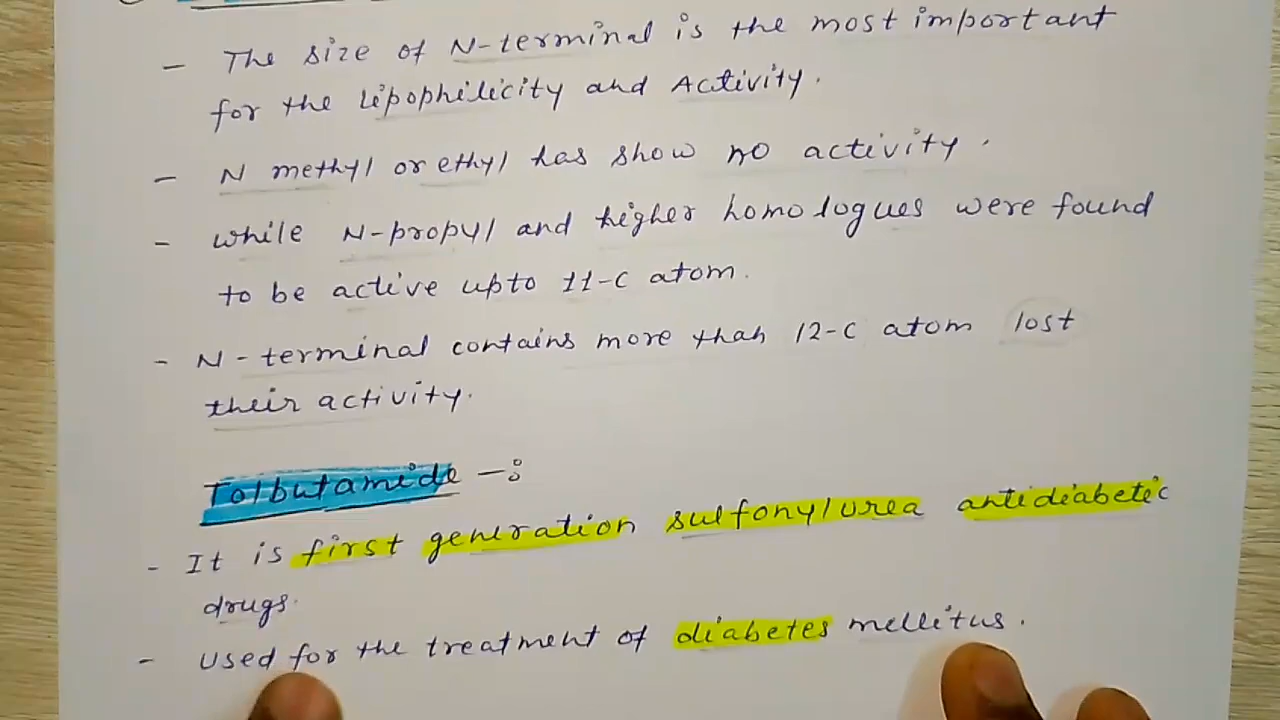 - The size of N-terminal is the most important
for the lipophilicity and Activity.
- N methyl or ethyl has show no activity.
- while N-propyl and higher homologues were found
to be active upto 11-C atom.
- N-terminal contains more than 12-C atom lost
their activity.
Tolbutamide -:
- It is first generation sulfonylurea antidiabetic
drugs.
- used for the treatment of diabetes mellitus.